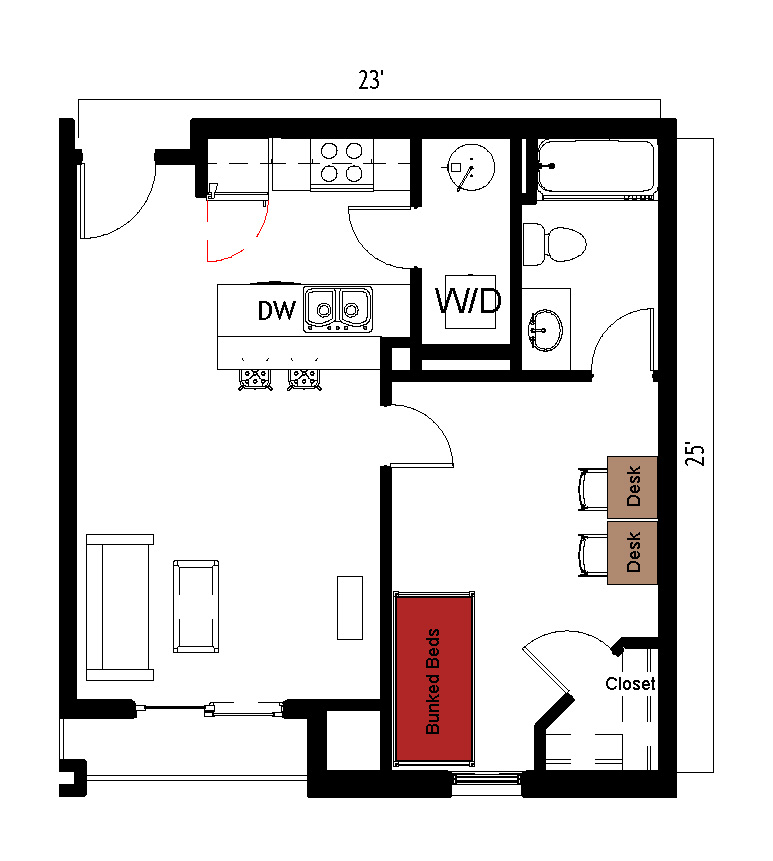 23'
W/D
DW
25'
Desk
Desk
Bunked Beds
Closet